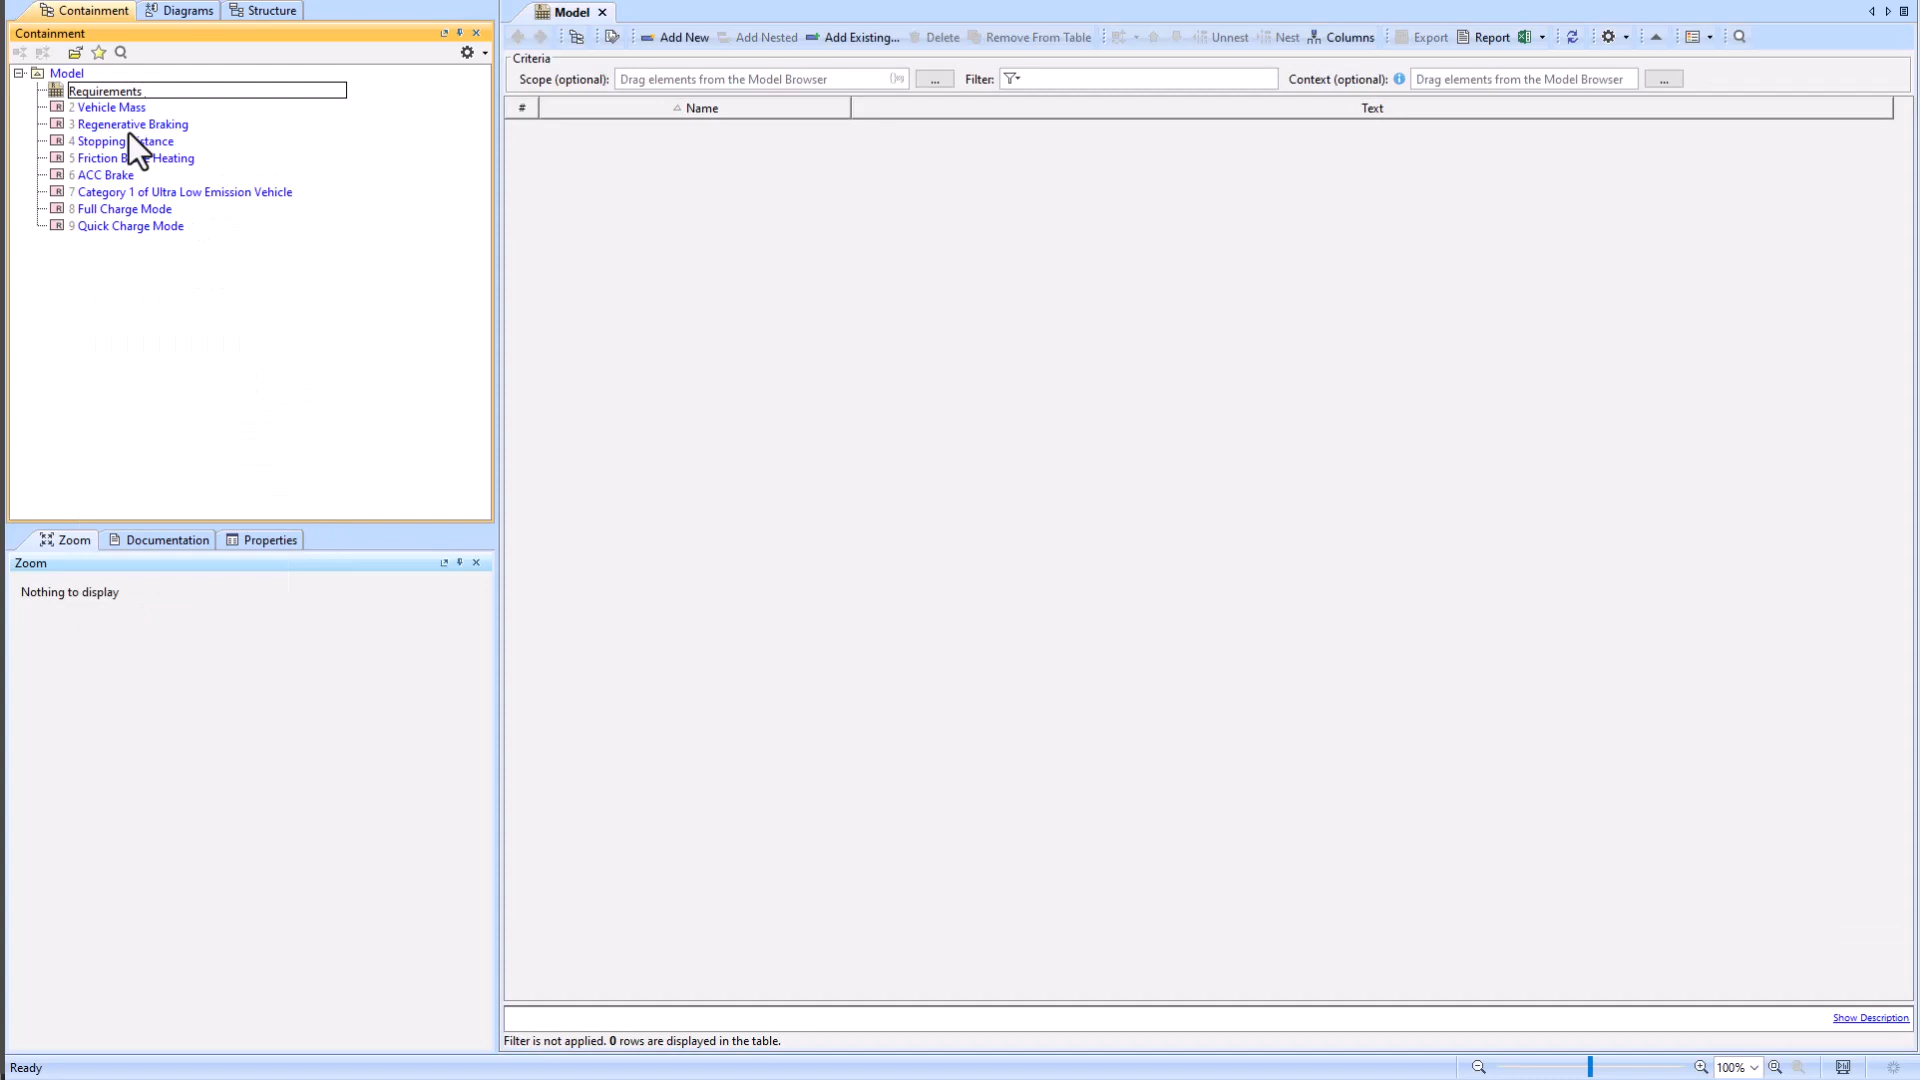 Containment Diagrams Structure
Containment
Model
Requirements
2 Vehicle Mass
3 Regenerative Braking
4 Stopping stance
5 Friction B Heating
6 ACC Brake
7 Category 1 of Ultra Low Emission Vehicle
8 Full Charge Mode
9 Quick Charge Mode
Zoom Documentation Properties
Zoom
Nothing to display
Model
Add New Add Nested Add Existing... Delete Remove From Table Unnest Nest Columns Export Report
Criteria
Scope (optional): Drag elements from the Model Browser ... Filter: Context (optional): Drag elements from the Model Browser ...
# Name Text
Show Description
Filter is not applied. 0 rows are displayed in the table.
Ready 100%